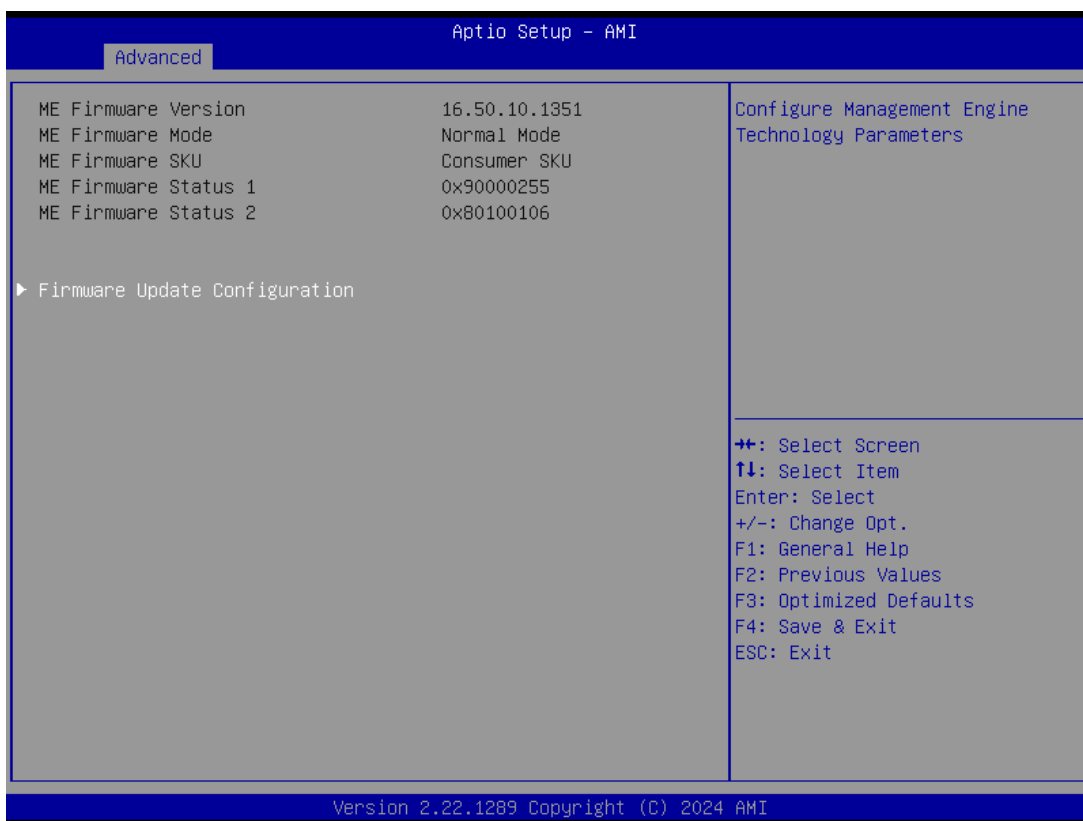 Aptio Setup – AMI
Advanced
ME Firmware Version 16.50.10.1351
ME Firmware Mode Normal Mode
ME Firmware SKU Consumer SKU
ME Firmware Status 1 0x90000255
ME Firmware Status 2 0x80100106
▶ Firmware Update Configuration
Configure Management Engine
Technology Parameters
→←: Select Screen
↑↓: Select Item
Enter: Select
+/-: Change Opt.
F1: General Help
F2: Previous Values
F3: Optimized Defaults
F4: Save & Exit
ESC: Exit
Version 2.22.1289 Copyright (C) 2024 AMI